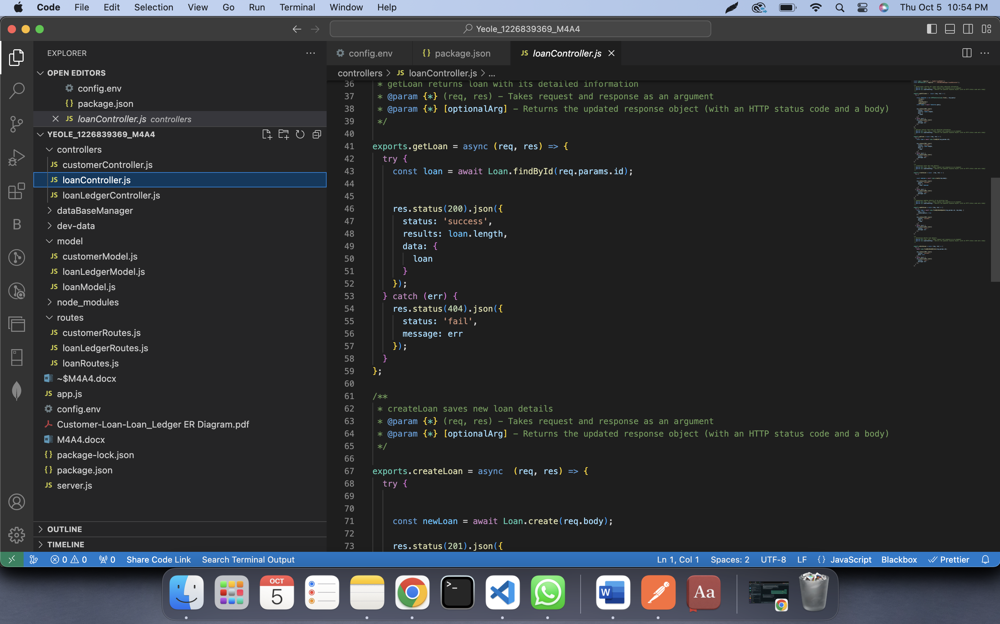 Code File Edit Selection View Go Run Terminal Window Help Thu Oct 5 10:54 PM
Yeole_1226839369_M4A4
EXPLORER
OPEN EDITORS
config.env
package.json
loanController.js controllers
YEOLE_1226839369_M4A4
controllers
customerController.js
loanController.js
loanLedgerController.js
dataBaseManager
dev-data
model
customerModel.js
loanLedgerModel.js
loanModel.js
node_modules
routes
customerRoutes.js
loanLedgerRoutes.js
loanRoutes.js
~$M4A4.docx
app.js
config.env
Customer-Loan-Loan_Ledger ER Diagram.pdf
M4A4.docx
package-lock.json
package.json
server.js
OUTLINE
TIMELINE
config.env package.json JS loanController.js
controllers > JS loanController.js > ...
36 * getLoan returns loan with its detailed information
37 * @param {*} (req, res) – Takes request and response as an argument
38 * @param {*} [optionalArg] – Returns the updated response object (with an HTTP status code and a body)
39 */
40
41 exports.getLoan = async (req, res) => {
42 try {
43 const loan = await Loan.findById(req.params.id);
44
45
46 res.status(200).json({
47 status: 'success',
48 results: loan.length,
49 data: {
50 loan
51 }
52 });
53 } catch (err) {
54 res.status(404).json({
55 status: 'fail',
56 message: err
57 });
58 }
59 };
60
61 /**
62 * createLoan saves new loan details
63 * @param {*} (req, res) – Takes request and response as an argument
64 * @param {*} [optionalArg] – Returns the updated response object (with an HTTP status code and a body)
65 */
66
67 exports.createLoan = async (req, res) => {
68 try {
69
70
71 const newLoan = await Loan.create(req.body);
72
73 res.status(201).json({
0 0 0 Share Code Link Search Terminal Output Ln 1, Col 1 Spaces: 2 UTF-8 LF {} JavaScript Blackbox Prettier
OCT
5
>_
W
Aa